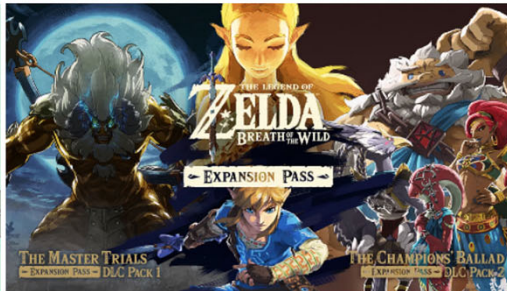 THE LEGEND OF
ZELDA
BREATH OF THE WILD
EXPANSION PASS
THE MASTER TRIALS
– EXPANSION PASS – DLC PACK 1
THE CHAMPIONS' BALLAD
– EXPANSION PASS – DLC PACK 2